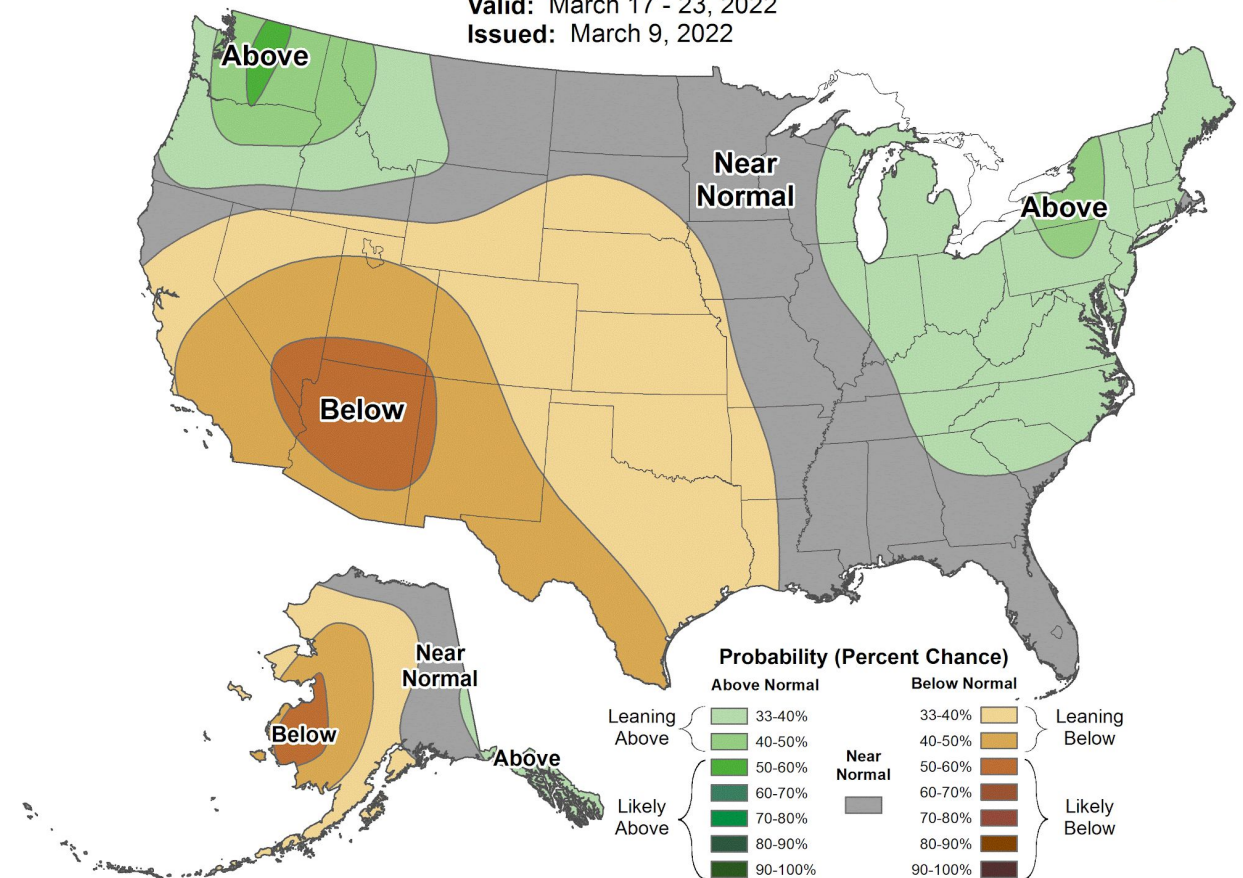 Valid: March 17 - 23, 2022
Issued: March 9, 2022
Above
Near
Normal
Above
Below
Near
Normal
Below
Above
Probability (Percent Chance)
Above Normal
Below Normal
Leaning
Above
33-40%
40-50%
50-60%
60-70%
70-80%
80-90%
90-100%
Likely
Above
Near
Normal
33-40%
40-50%
50-60%
60-70%
70-80%
80-90%
90-100%
Leaning
Below
Likely
Below